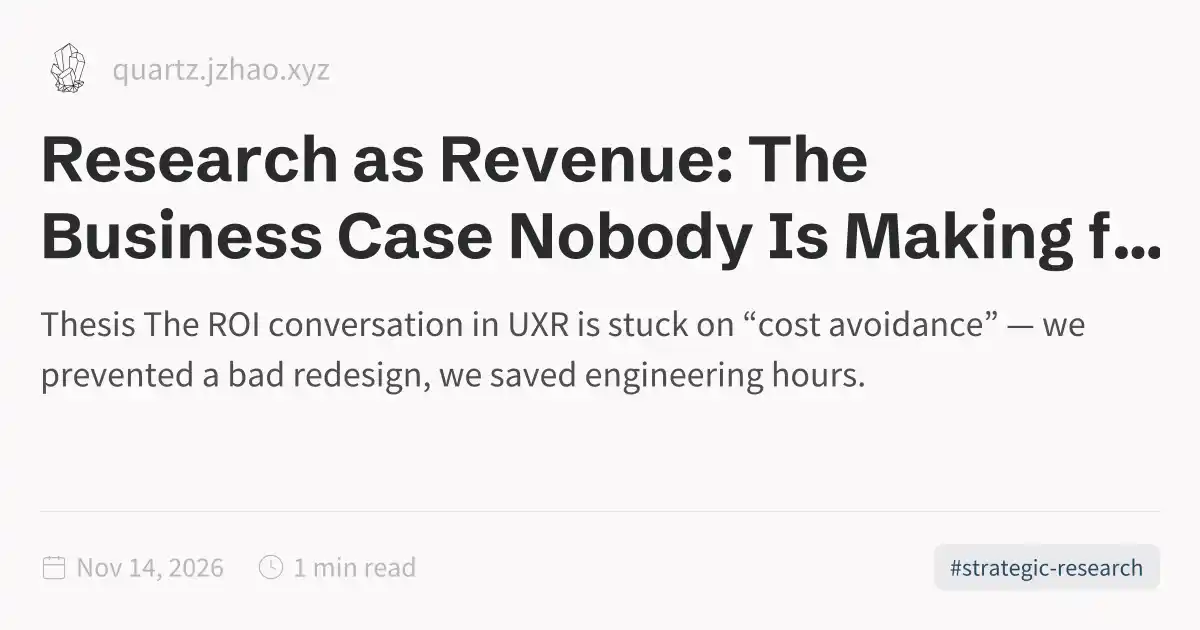 quartz.jzhao.xyz
Research as Revenue: The
Business Case Nobody Is Making f...
Thesis The ROI conversation in UXR is stuck on “cost avoidance” — we
prevented a bad redesign, we saved engineering hours.
Nov 14, 2026 1 min read #strategic-research